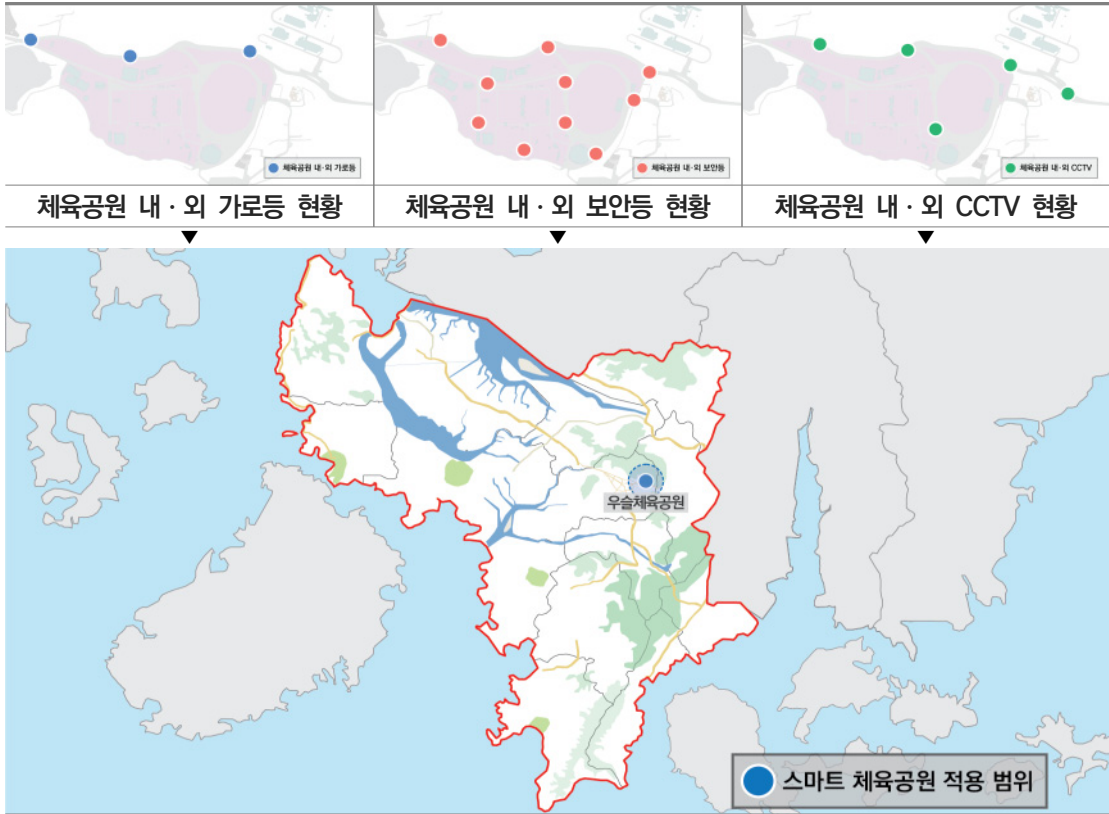 체육공원 내·외 가로등
체육공원 내·외 보안등
체육공원 내·외 CCTV
체육공원 내 · 외 가로등 현황
체육공원 내 · 외 보안등 현황
체육공원 내 · 외 CCTV 현황
우슬체육공원
스마트 체육공원 적용 범위